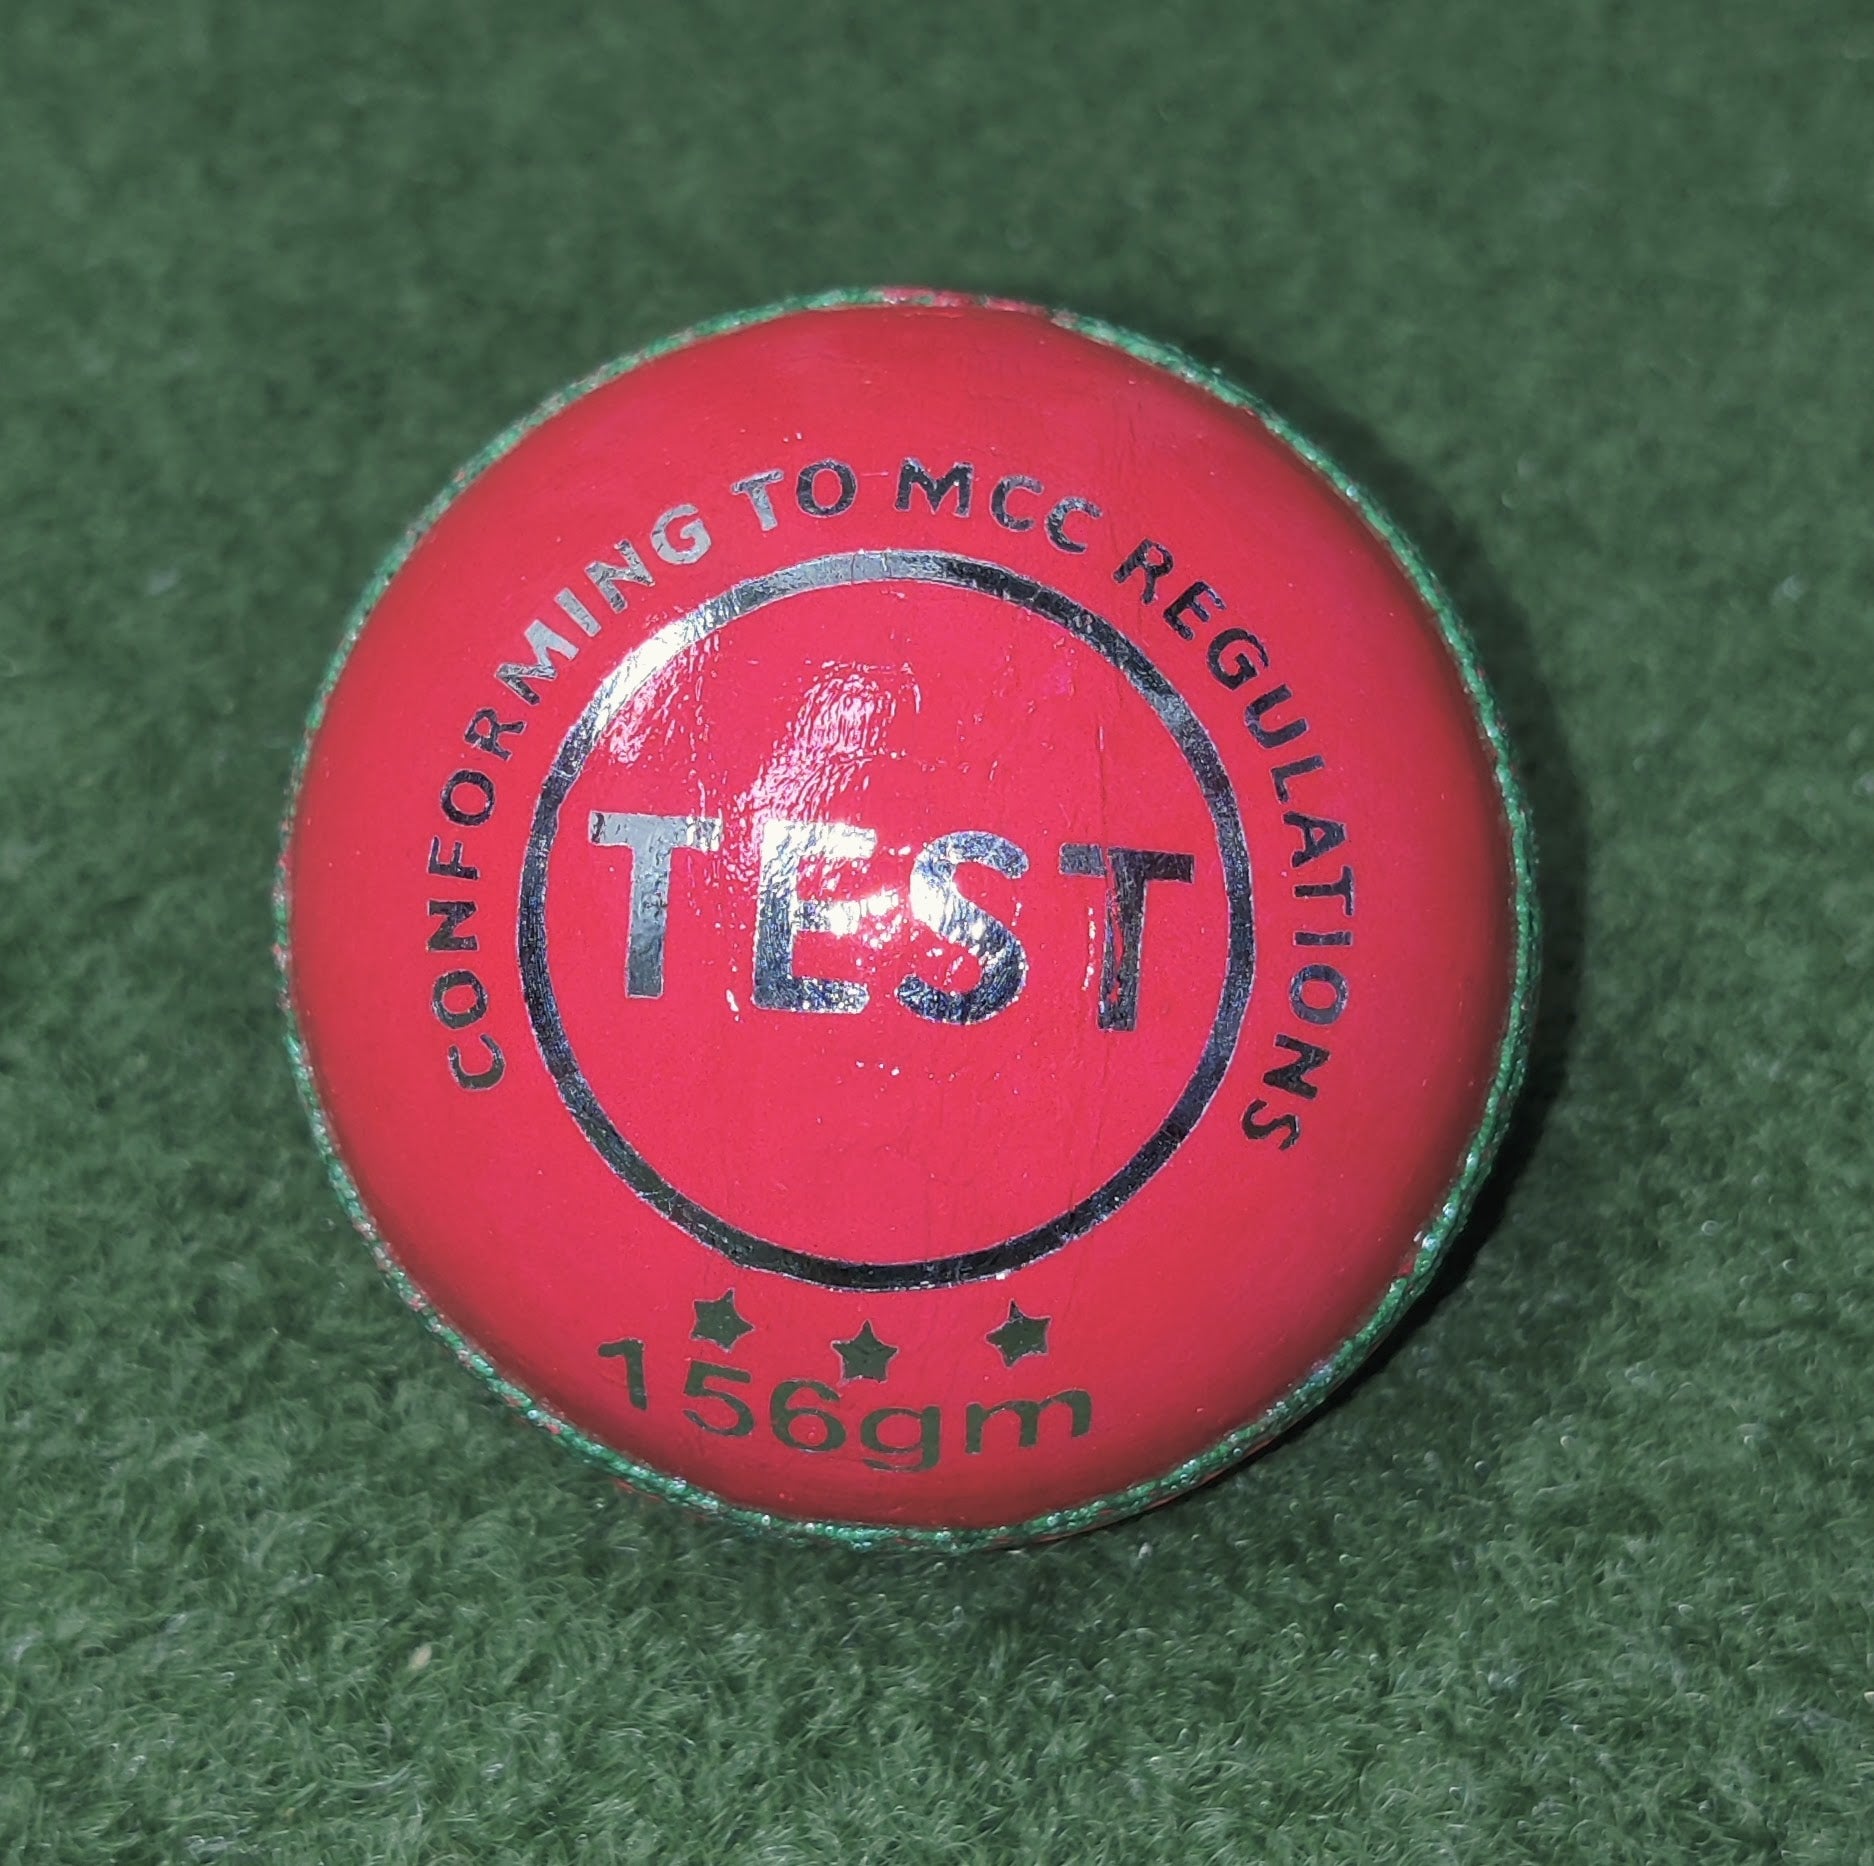 CONFORMING TO MCC REGULATIONS
TEST
156gm